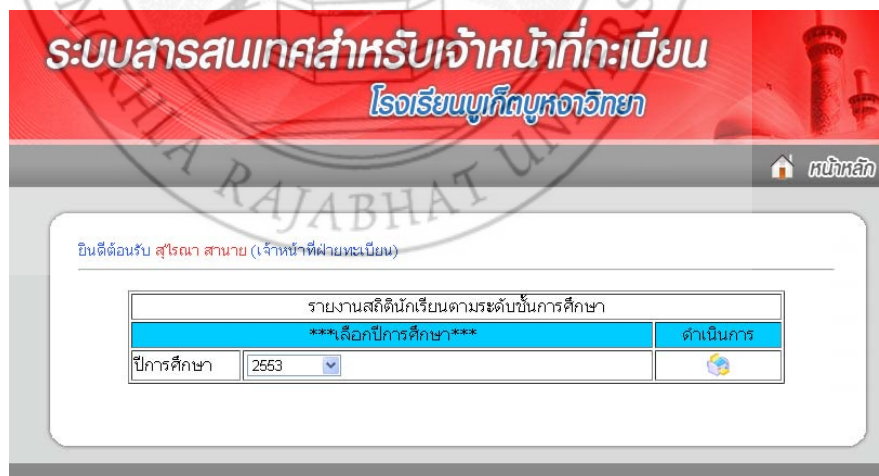 ระบบสารสนเทศสำหรับเจ้าหน้าที่ทะเบียน
โรงเรียนบูเก็ตบูหงาวิทยา
หน้าหลัก
ยินดีต้อนรับ สุไรณา สานาย (เจ้าหน้าที่ฝ่ายทะเบียน)
รายงานสถิตินักเรียนตามระดับชั้นการศึกษา
***เลือกปีการศึกษา*** ดำเนินการ
ปีการศึกษา 2553
RAJABHAT